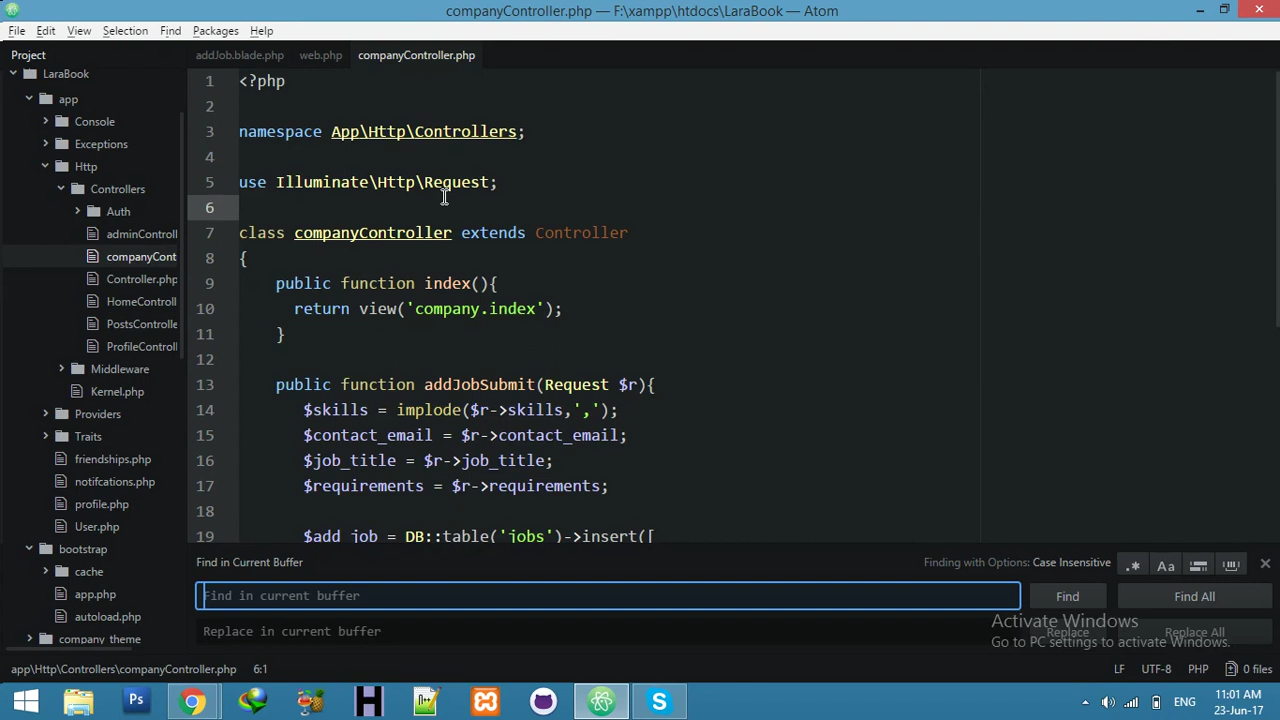 companyController.php — F:\xampp\htdocs\LaraBook — Atom
File Edit View Selection Find Packages Help
Project
LaraBook
app
Console
Exceptions
Http
Controllers
Auth
adminControll
companyCont
Controller.php
HomeControll
PostsControlle
ProfileControl
Middleware
Kernel.php
Providers
Traits
friendships.php
notifcations.php
profile.php
User.php
bootstrap
cache
app.php
autoload.php
company_theme
addJob.blade.php web.php companyController.php
1 <?php
2
3 namespace App\Http\Controllers;
4
5 use Illuminate\Http\Request;
6
7 class companyController extends Controller
8 {
9 public function index(){
10 return view('company.index');
11 }
12
13 public function addJobSubmit(Request $r){
14 $skills = implode($r->skills,',');
15 $contact_email = $r->contact_email;
16 $job_title = $r->job_title;
17 $requirements = $r->requirements;
18
19 $add_job = DB::table('jobs')->insert([
Find in Current Buffer Finding with Options: Case Insensitive .* Aa
Find in current buffer Find Find All
Replace in current buffer Replace Replace All
Activate Windows
Go to PC settings to activate Windows.
app\Http\Controllers\companyController.php 6:1 LF UTF-8 PHP 0 files
Ps H S ENG 11:01 AM
23-Jun-17